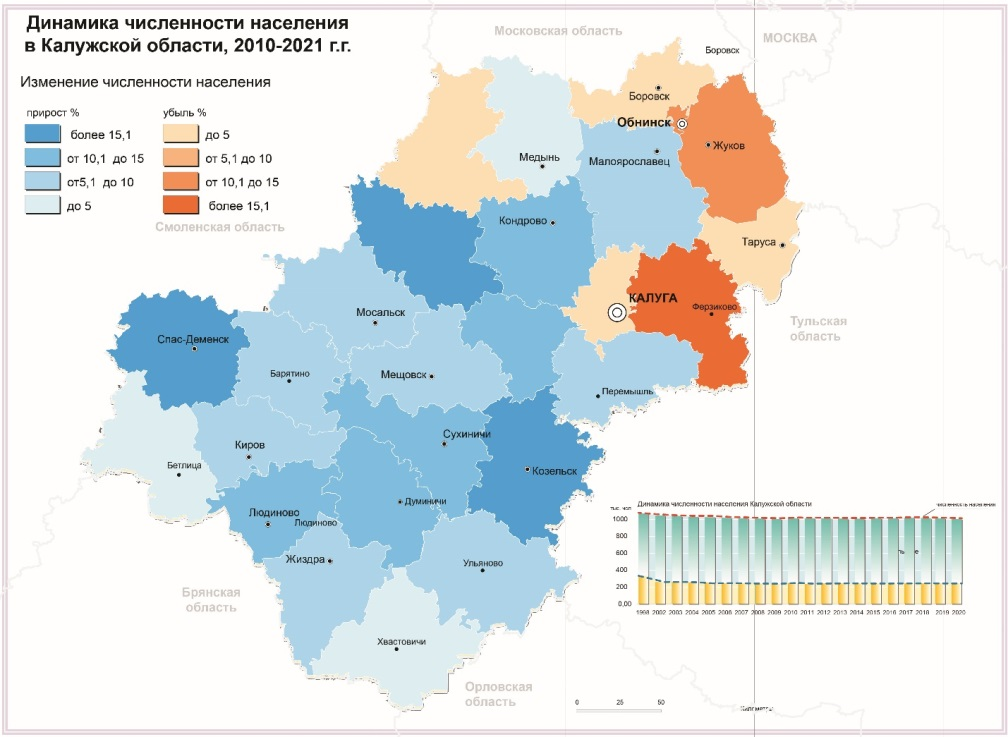 Динамика численности населения
в Калужской области, 2010-2021 г.г.
Изменение численности населения
прирост %
убыль %
более 15,1
до 5
от 10,1 до 15
от 5,1 до 10
от5,1 до 10
от 10,1 до 15
до 5
более 15,1
Московская область
МОСКВА
Боровск
Боровск
Обнинск
Жуков
Медынь
Малоярославец
Смоленская область
Кондрово
Таруса
КАЛУГА
Ферзиково
Мосальск
Тульская
область
Спас-Деменск
Барятино
Мещовск
Перемышль
Сухиничи
Киров
Бетлица
Козельск
Думиничи
Людиново
Людиново
Жиздра
Ульяново
Брянская
область
Хвастовичи
Орловская
область
Динамика численности населения Калужской области
численность населения
тыс. чел
1000
800
600
400
200
0,00
1998 2002 2003 2004 2005 2006 2007 2008 2009 2010 2011 2012 2013 2014 2015 2016 2017 2018 2019 2020
0 25 50
Километры